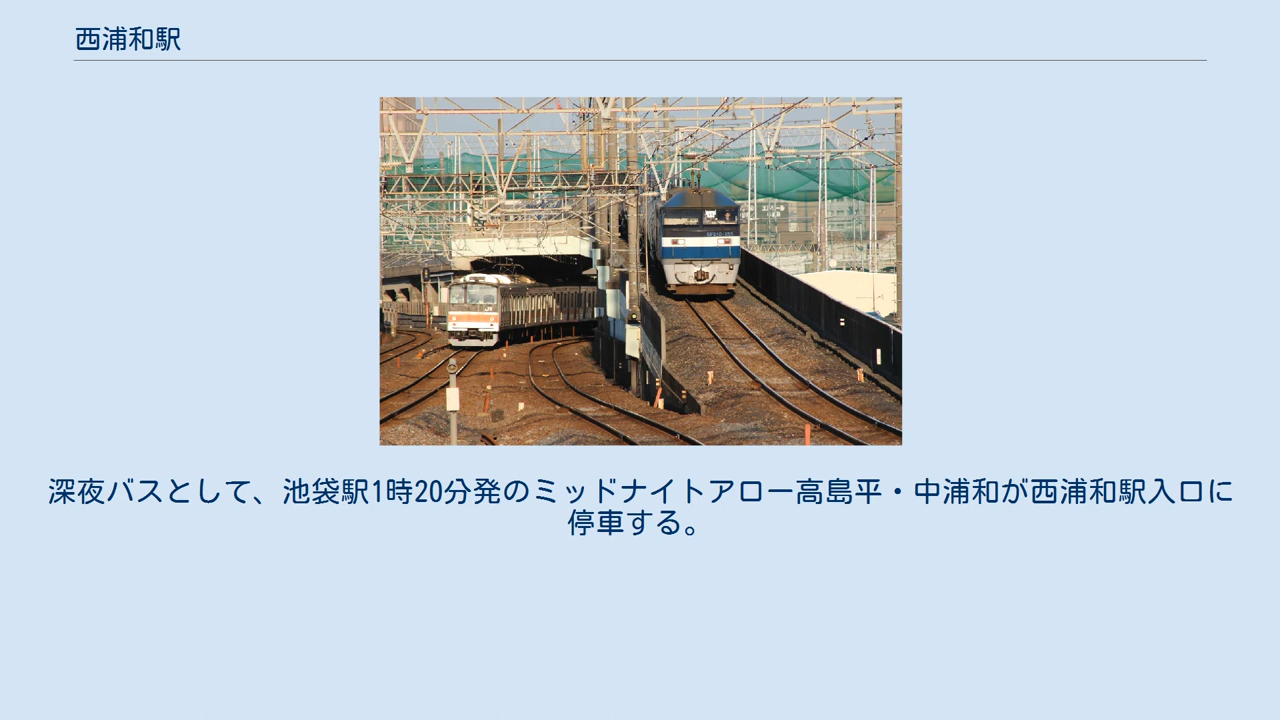 西浦和駅
深夜バスとして、池袋駅1時20分発のミッドナイトアロー高島平・中浦和が西浦和駅入口に
停車する。